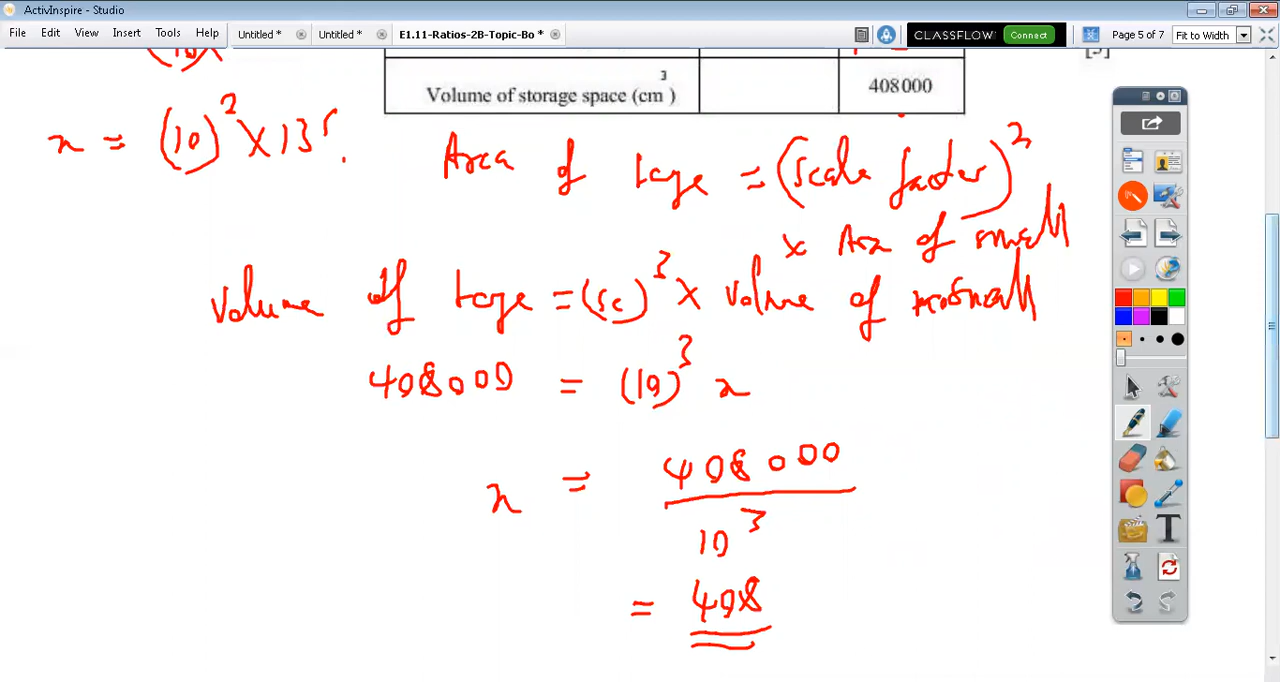 ActivInspire - Studio
File Edit View Insert Tools Help Untitled * Untitled * E1.11-Ratios-2B-Topic-Bo * CLASSFLOW Connect Page 5 of 7 Fit to Width
Volume of storage space (cm³) 408000
x = (10)² × 135.
Area of large = (Scale factor)²
× Area of small
Volume of large = (sc)³ × volume of small
408000 = (10)³ x
x = 408000
10³
= 408